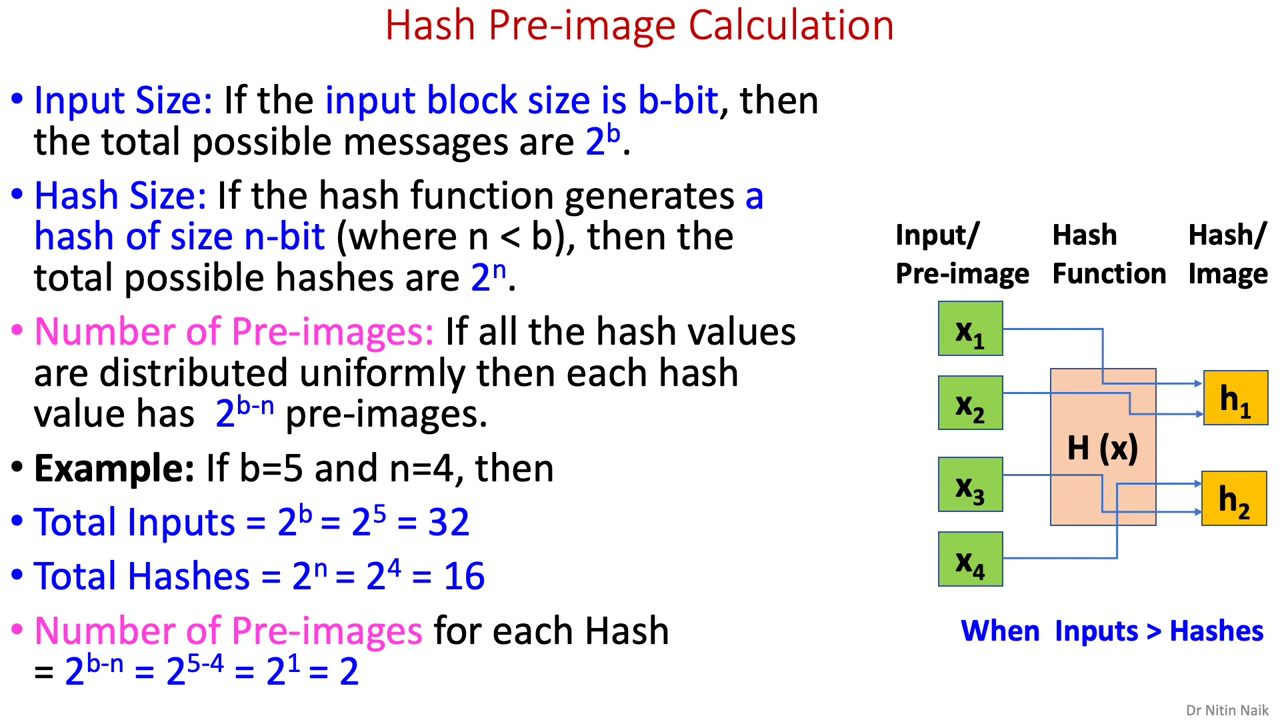 Hash Pre-image Calculation
• Input Size: If the input block size is b-bit, then
the total possible messages are 2ᵇ.
• Hash Size: If the hash function generates a
hash of size n-bit (where n < b), then the
total possible hashes are 2ⁿ.
• Number of Pre-images: If all the hash values
are distributed uniformly then each hash
value has 2ᵇ⁻ⁿ pre-images.
• Example: If b=5 and n=4, then
• Total Inputs = 2ᵇ = 2⁵ = 32
• Total Hashes = 2ⁿ = 2⁴ = 16
• Number of Pre-images for each Hash
= 2ᵇ⁻ⁿ = 2⁵⁻⁴ = 2¹ = 2
Input/
Pre-image
Hash
Function
Hash/
Image
x₁
x₂
x₃
x₄
H (x)
h₁
h₂
When Inputs > Hashes
Dr Nitin Naik